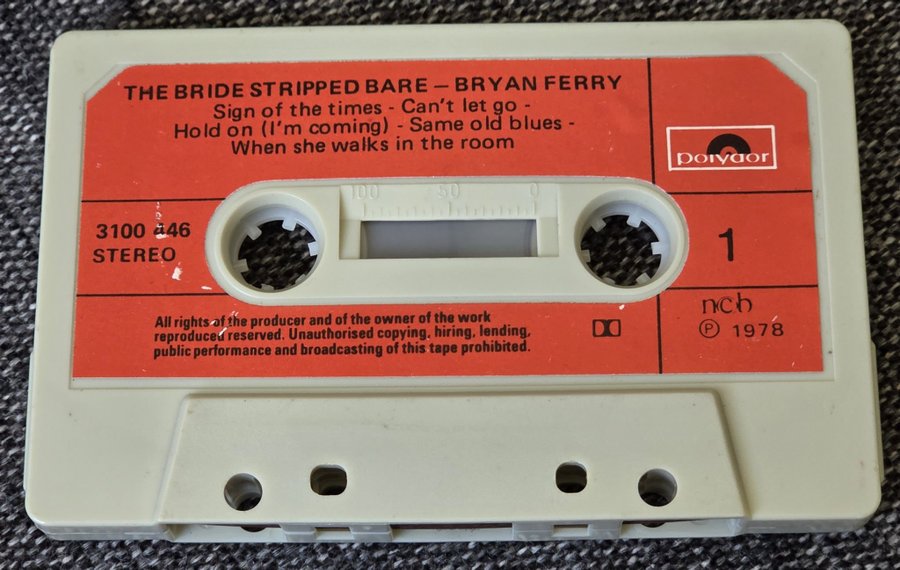 THE BRIDE STRIPPED BARE – BRYAN FERRY
Sign of the times - Can't let go -
Hold on (I'm coming) - Same old blues -
When she walks in the room
polydor
100 50 0
3100 446
STEREO
1
All rights of the producer and of the owner of the work
reproduced reserved. Unauthorised copying, hiring, lending,
public performance and broadcasting of this tape prohibited.
ncb
Ⓟ 1978